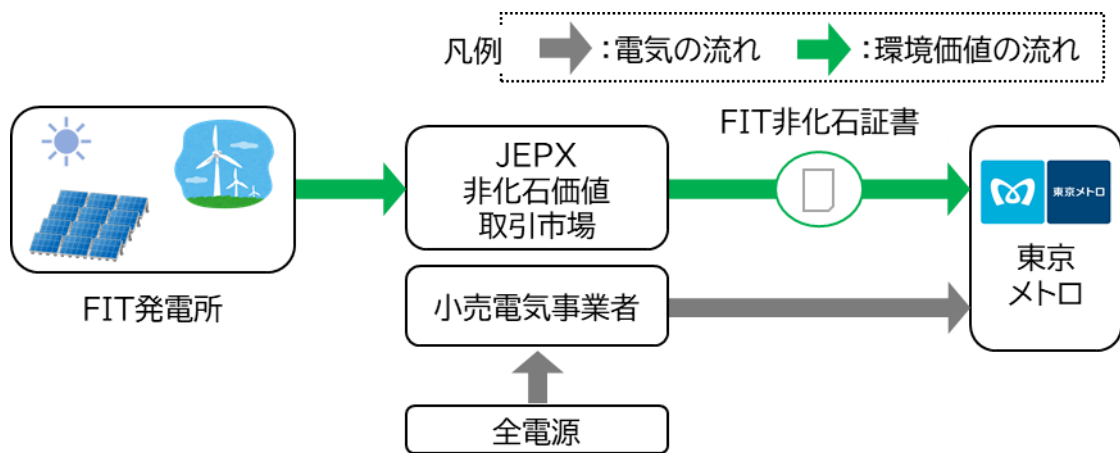 凡例 :電気の流れ :環境価値の流れ
FIT非化石証書
JEPX
非化石価値
取引市場
東京メトロ
東京
メトロ
FIT発電所
小売電気事業者
全電源